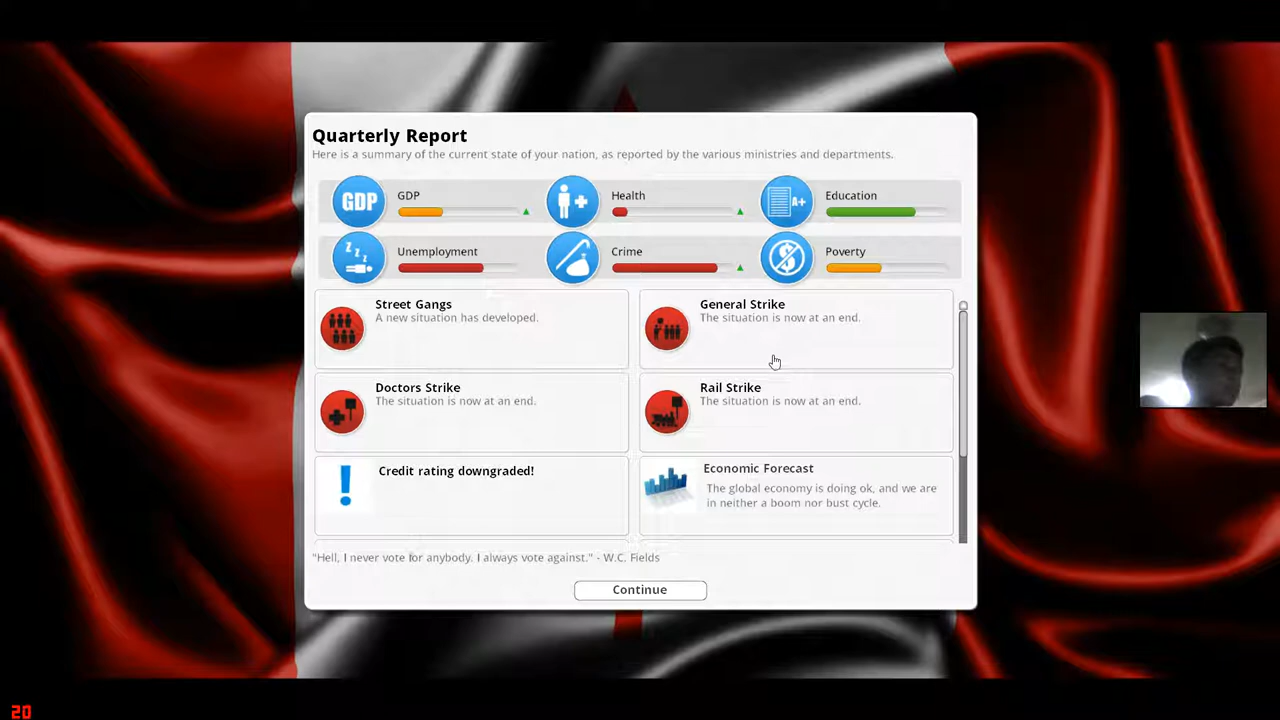 Quarterly Report
Here is a summary of the current state of your nation, as reported by the various ministries and departments.
GDP
GDP
Health
A+
Education
Unemployment
Crime
Poverty
Street Gangs
A new situation has developed.
General Strike
The situation is now at an end.
Doctors Strike
The situation is now at an end.
Rail Strike
The situation is now at an end.
Credit rating downgraded!
Economic Forecast
The global economy is doing ok, and we are
in neither a boom nor bust cycle.
"Hell, I never vote for anybody. I always vote against." - W.C. Fields
Continue
20